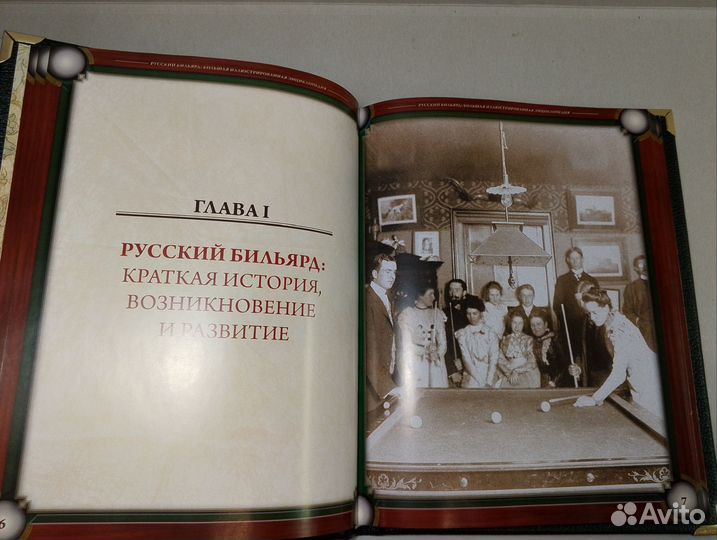 РУССКИЙ БИЛЬЯРД: БОЛЬШАЯ ИЛЛЮСТРИРОВАННАЯ ЭНЦИКЛОПЕДИЯ
ГЛАВА I
РУССКИЙ БИЛЬЯРД:
КРАТКАЯ ИСТОРИЯ,
ВОЗНИКНОВЕНИЕ
И РАЗВИТИЕ
6
РУССКИЙ БИЛЬЯРД: БОЛЬШАЯ ИЛЛЮСТРИРОВАННАЯ ЭНЦИКЛОПЕДИЯ
7
Avito